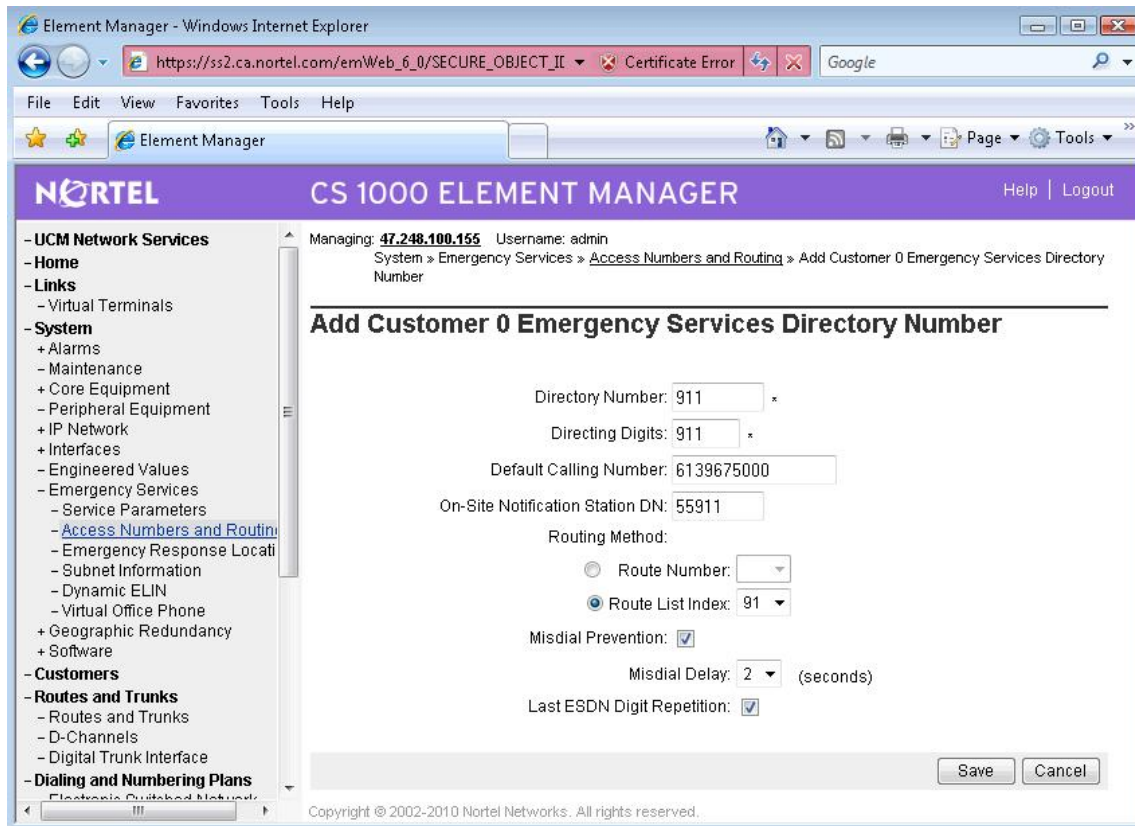 Element Manager - Windows Internet Explorer
https://ss2.ca.nortel.com/emWeb_6_0/SECURE_OBJECT_II
Certificate Error
Google
File Edit View Favorites Tools Help
Element Manager
Page
Tools
»
NORTEL
CS 1000 ELEMENT MANAGER
Help | Logout
- UCM Network Services
- Home
- Links
- Virtual Terminals
- System
+ Alarms
- Maintenance
+ Core Equipment
- Peripheral Equipment
+ IP Network
+ Interfaces
- Engineered Values
- Emergency Services
- Service Parameters
- Access Numbers and Routin
- Emergency Response Locati
- Subnet Information
- Dynamic ELIN
- Virtual Office Phone
+ Geographic Redundancy
+ Software
- Customers
- Routes and Trunks
- Routes and Trunks
- D-Channels
- Digital Trunk Interface
- Dialing and Numbering Plans
Managing: 47.248.100.155 Username: admin
System » Emergency Services » Access Numbers and Routing » Add Customer 0 Emergency Services Directory
Number
Add Customer 0 Emergency Services Directory Number
Directory Number: 911 *
Directing Digits: 911 *
Default Calling Number: 6139675000
On-Site Notification Station DN: 55911
Routing Method:
Route Number:
Route List Index: 91
Misdial Prevention:
Misdial Delay: 2 (seconds)
Last ESDN Digit Repetition:
Save
Cancel
Copyright © 2002-2010 Nortel Networks. All rights reserved.